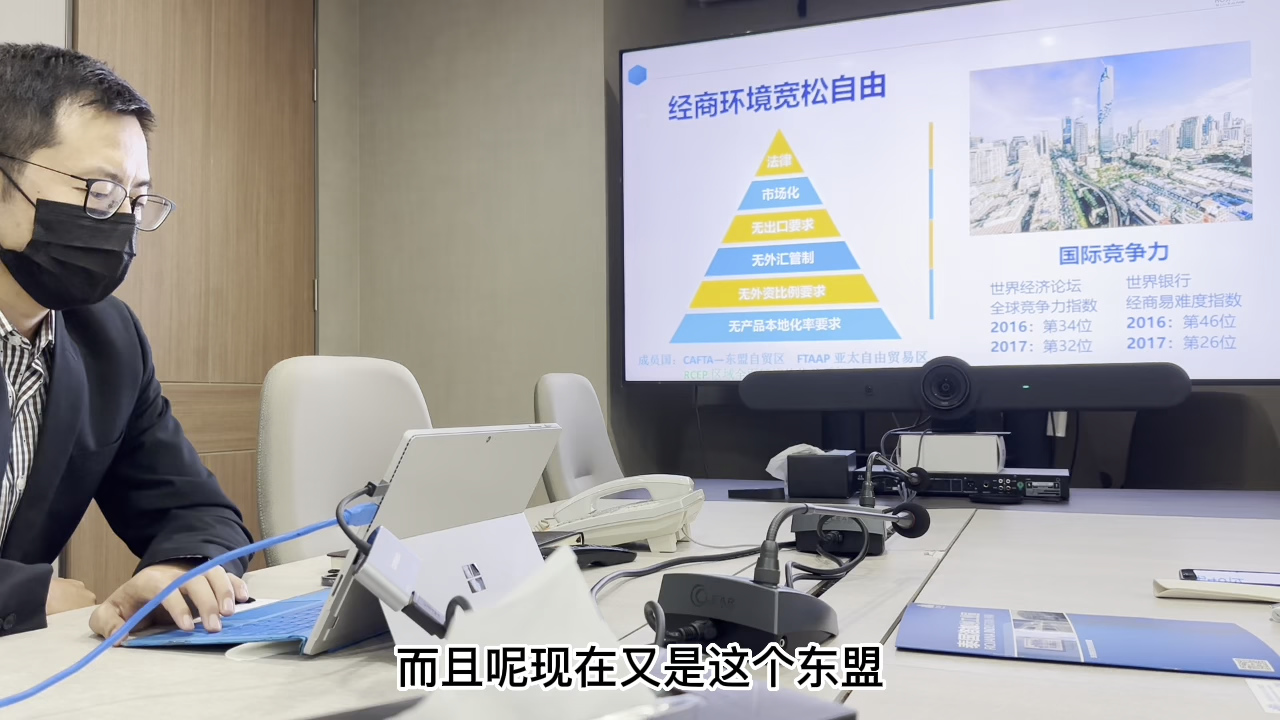 经商环境宽松自由
法律
市场化
无出口要求
无外汇管制
无外资比例要求
无产品本地化率要求
成员国：CAFTA—东盟自贸区 FTAAP 亚太自由贸易区
RCEP 区域
国际竞争力
世界经济论坛
全球竞争力指数
2016：第34位
2017：第32位
世界银行
经商易难度指数
2016：第46位
2017：第26位
而且呢现在又是这个东盟